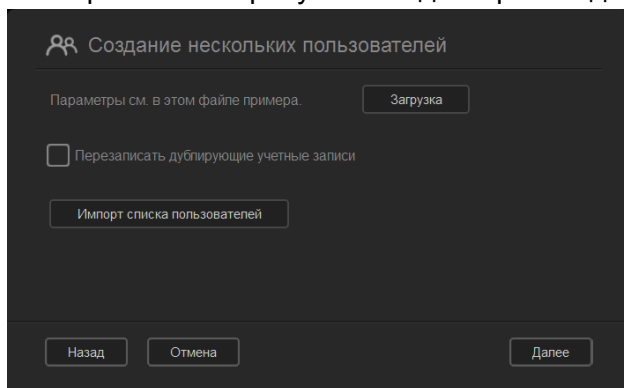 Создание нескольких пользователей
Параметры см. в этом файле примера.
Загрузка
Перезаписать дублирующие учетные записи
Импорт списка пользователей
Назад
Отмена
Далее